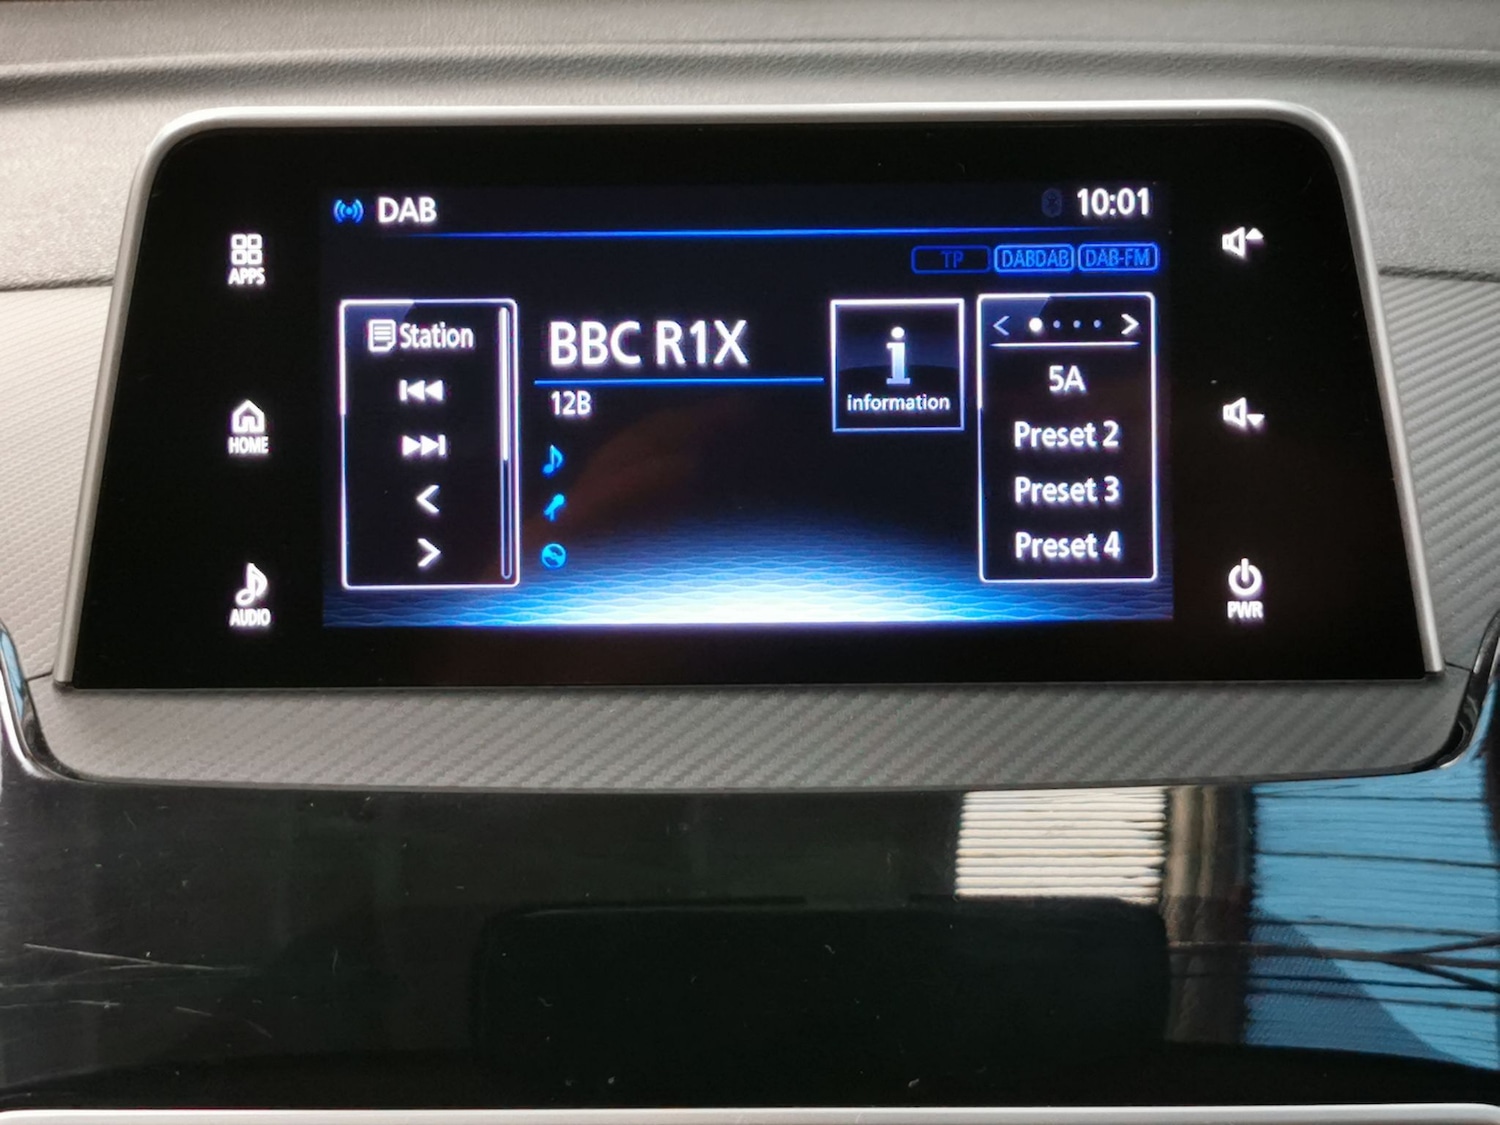 DAB
10:01
TP DABDAB DAB-FM
APPS
HOME
AUDIO
Station
BBC R1X
12B
information
5A
Preset 2
Preset 3
Preset 4
PWR